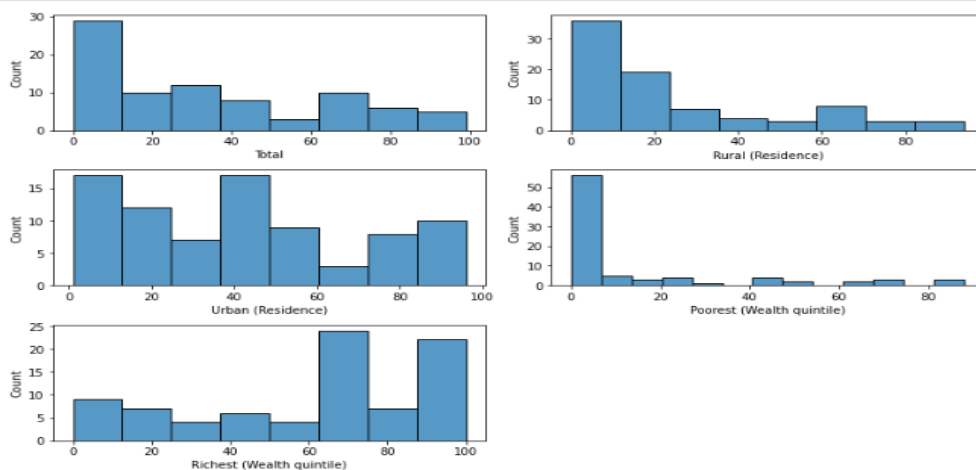 30
20
10
0
Count
0 20 40 60 80 100
Total
30
20
10
0
Count
0 20 40 60 80
Rural (Residence)
15
10
5
0
Count
0 20 40 60 80 100
Urban (Residence)
50
40
30
20
10
0
Count
0 20 40 60 80
Poorest (Wealth quintile)
25
20
15
10
5
0
Count
0 20 40 60 80 100
Richest (Wealth quintile)